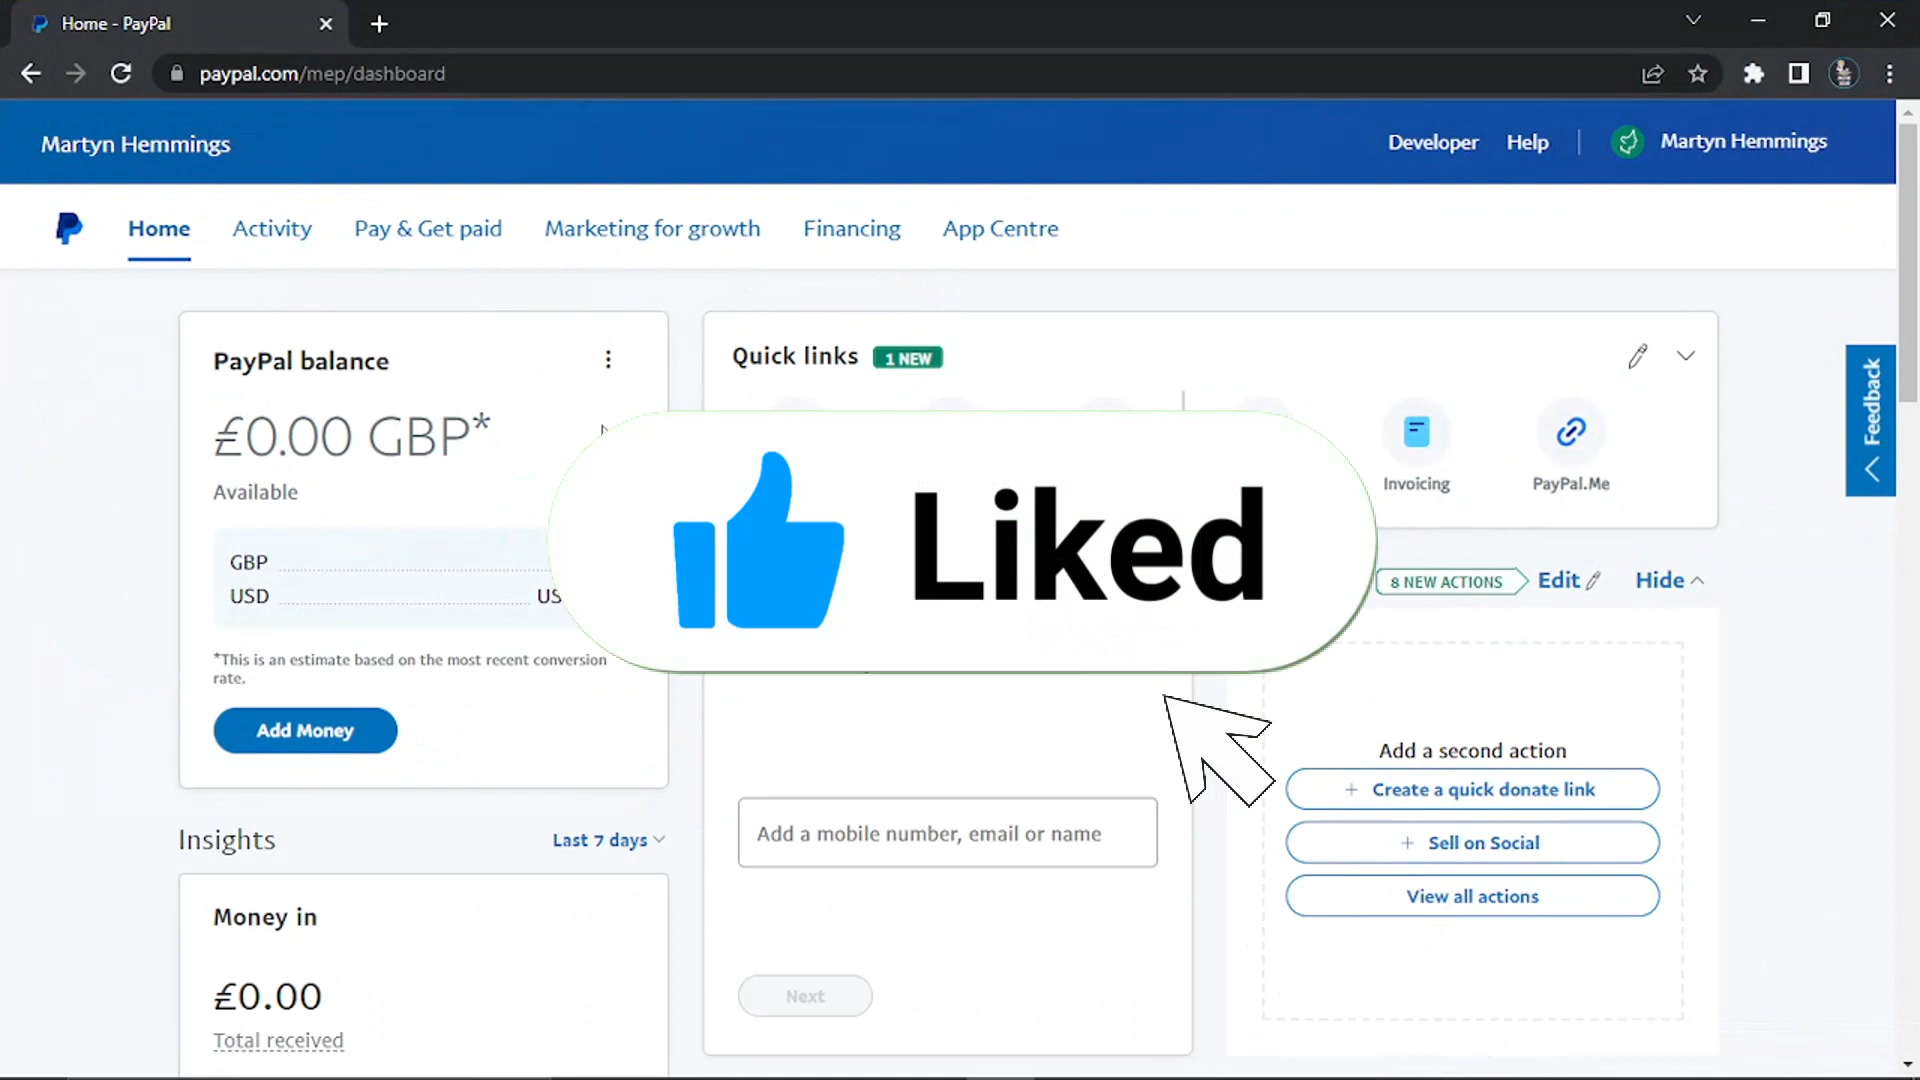 Home - PayPal
paypal.com/mep/dashboard
Martyn Hemmings
Developer Help Martyn Hemmings
Home Activity Pay & Get paid Marketing for growth Financing App Centre
PayPal balance
£0.00 GBP*
Available
GBP
USD US
*This is an estimate based on the most recent conversion
rate.
Add Money
Quick links 1 NEW
Invoicing PayPal.Me
Feedback
Liked
8 NEW ACTIONS Edit Hide
Add a second action
+ Create a quick donate link
+ Sell on Social
View all actions
Add a mobile number, email or name
Next
Insights Last 7 days
Money in
£0.00
Total received